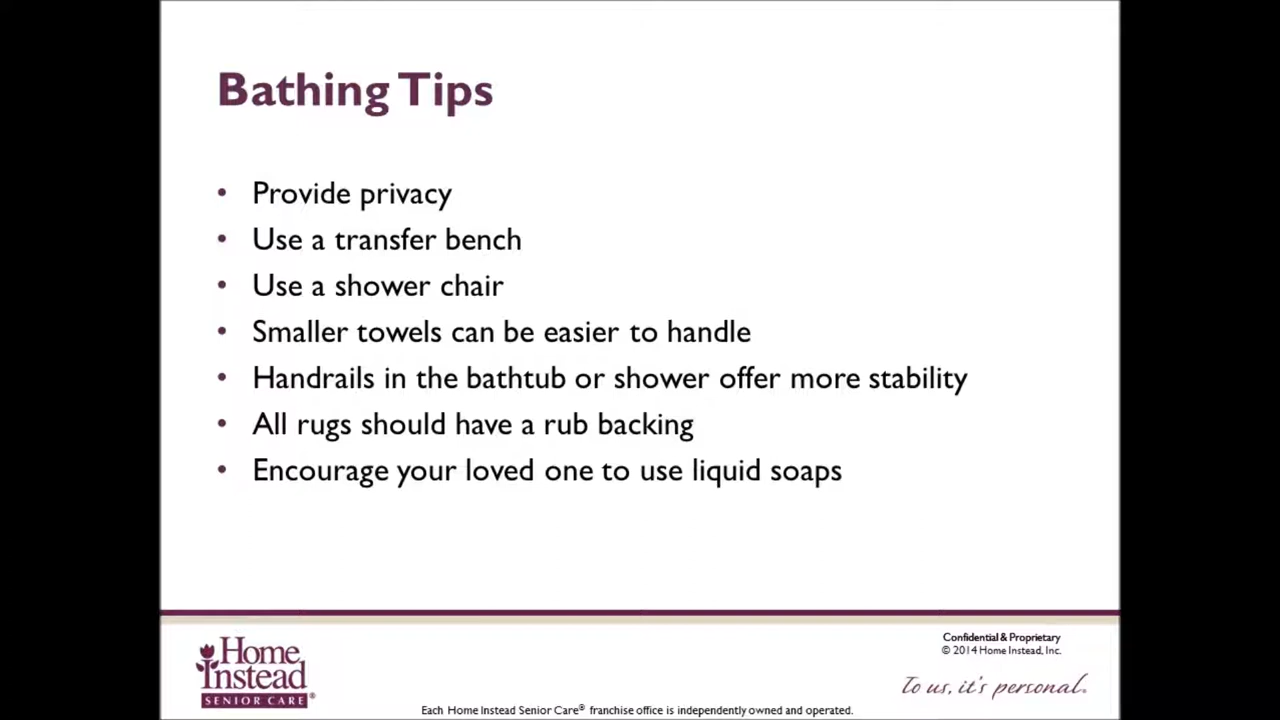 Bathing Tips
• Provide privacy
• Use a transfer bench
• Use a shower chair
• Smaller towels can be easier to handle
• Handrails in the bathtub or shower offer more stability
• All rugs should have a rub backing
• Encourage your loved one to use liquid soaps
Home
Instead
SENIOR CARE®
Confidential & Proprietary
© 2014 Home Instead, Inc.
To us, it's personal.
Each Home Instead Senior Care® franchise office is independently owned and operated.